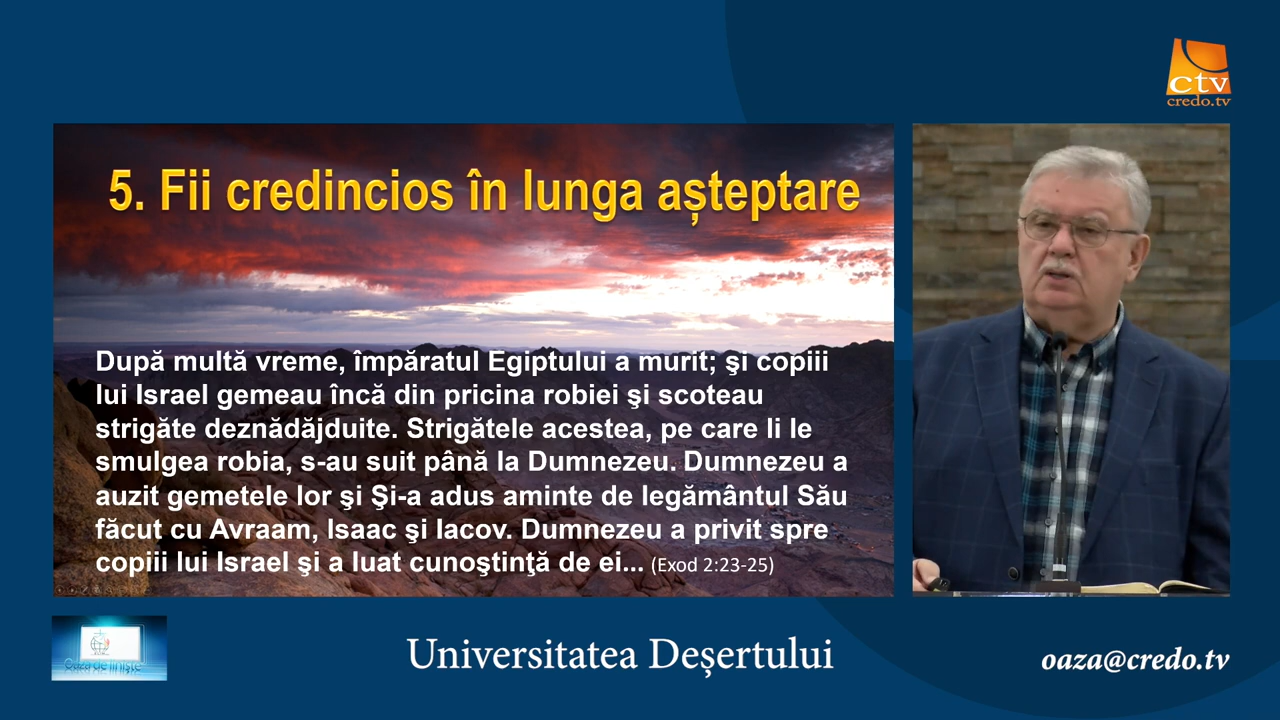 ctv
credo.tv
5. Fii credincios în lunga așteptare
După multă vreme, împăratul Egiptului a murit; şi copiii
lui Israel gemeau încă din pricina robiei şi scoteau
strigăte deznădăjduite. Strigătele acestea, pe care li le
smulgea robia, s-au suit până la Dumnezeu. Dumnezeu a
auzit gemetele lor şi Şi-a adus aminte de legământul Său
făcut cu Avraam, Isaac şi Iacov. Dumnezeu a privit spre
copiii lui Israel şi a luat cunoştinţă de ei... (Exod 2:23-25)
Oaza de liniște
Universitatea Deșertului
oaza@credo.tv